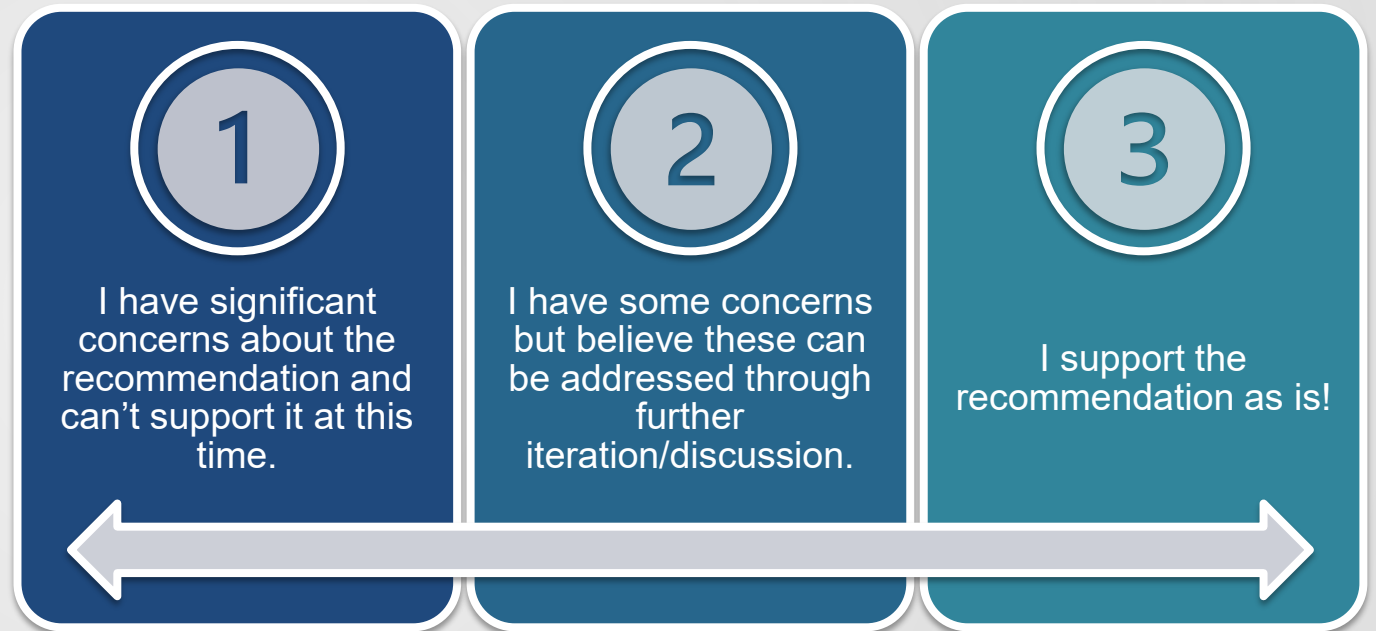 1
I have significant
concerns about the
recommendation and
can’t support it at this
time.
2
I have some concerns
but believe these can
be addressed through
further
iteration/discussion.
3
I support the
recommendation as is!